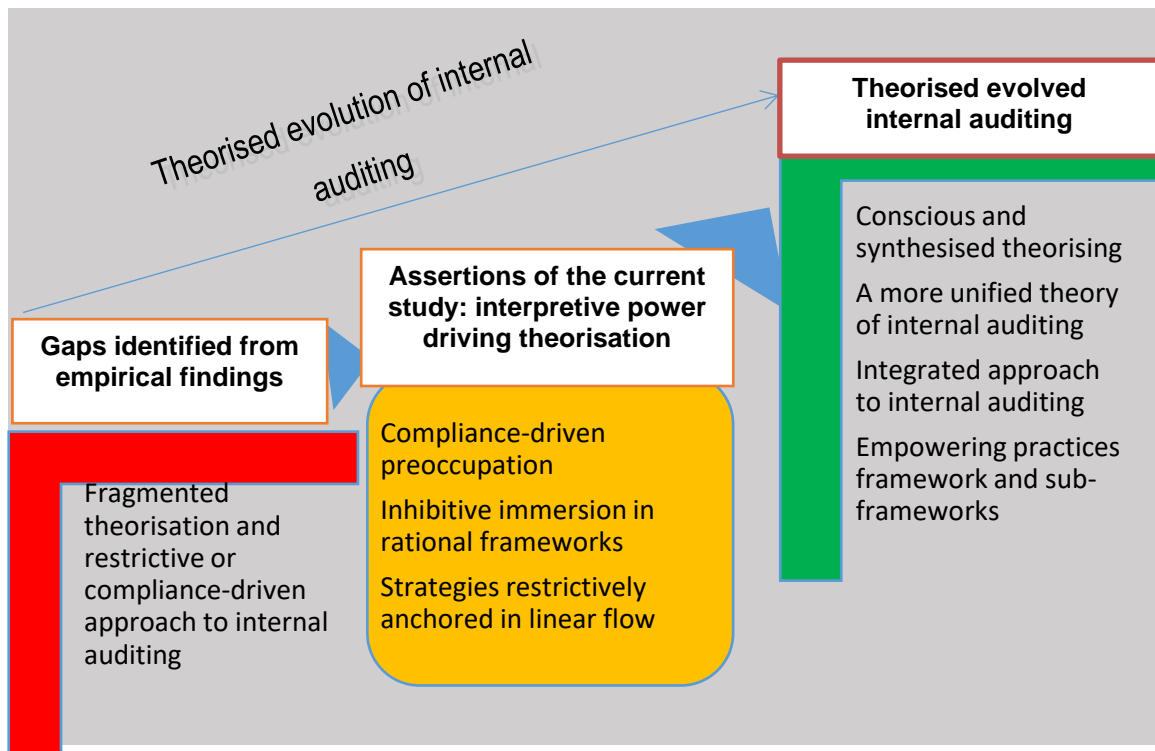 Theorised evolution of internal
auditing
Gaps identified from
empirical findings
Fragmented
theorisation and
restrictive or
compliance-driven
approach to internal
auditing
Assertions of the current
study: interpretive power
driving theorisation
Compliance-driven
preoccupation
Inhibitive immersion in
rational frameworks
Strategies restrictively
anchored in linear flow
Theorised evolved
internal auditing
Conscious and
synthesised theorising
A more unified theory
of internal auditing
Integrated approach
to internal auditing
Empowering practices
framework and sub-
frameworks